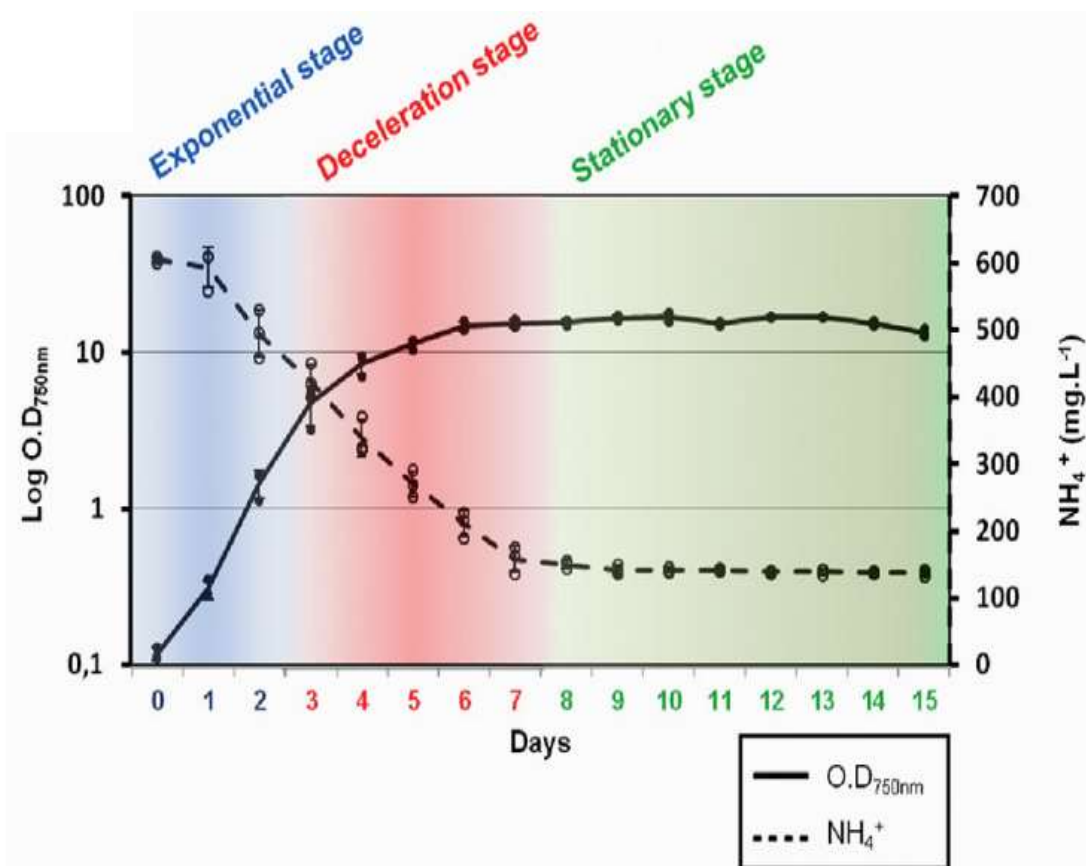 Exponential stage
Deceleration stage
Stationary stage
100
10
1
0,1
Log O.D750nm
700
600
500
400
300
200
100
0
NH4+ (mg.L-1)
0 1 2 3 4 5 6 7 8 9 10 11 12 13 14 15
Days
O.D750nm
NH4+